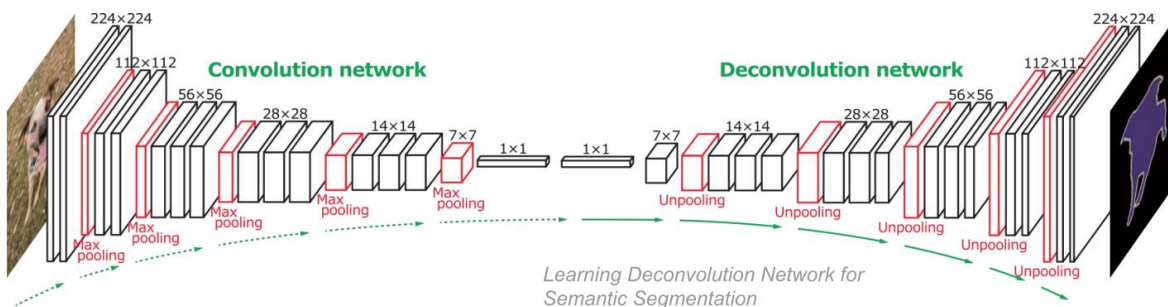 224×224
112×112
56×56
28×28
14×14
7×7
1×1
1×1
7×7
14×14
28×28
56×56
112×112
224×224
Convolution network
Deconvolution network
Max
pooling
Max
pooling
Max
pooling
Max
pooling
Max
pooling
Unpooling
Unpooling
Unpooling
Unpooling
Unpooling
Learning Deconvolution Network for
Semantic Segmentation